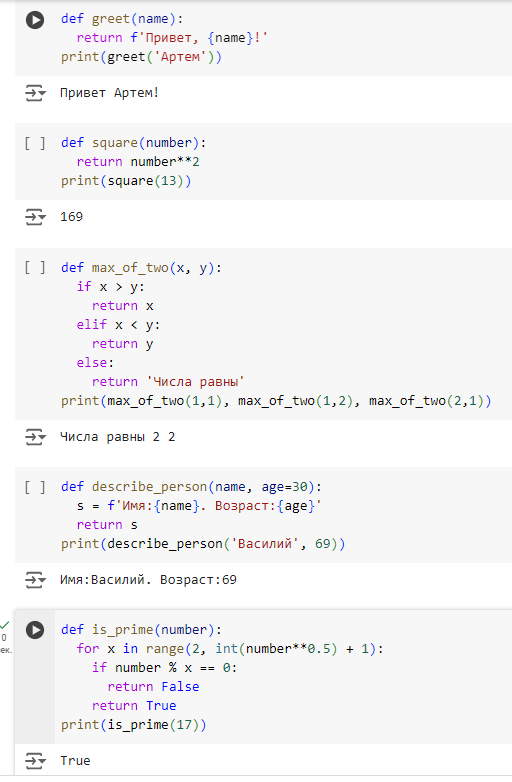 def greet(name):
  return f'Привет, {name}!'
print(greet('Артем'))
Привет Артем!
[ ] def square(number):
  return number**2
print(square(13))
169
[ ] def max_of_two(x, y):
  if x > y:
    return x
  elif x < y:
    return y
  else:
    return 'Числа равны'
print(max_of_two(1,1), max_of_two(1,2), max_of_two(2,1))
Числа равны 2 2
[ ] def describe_person(name, age=30):
  s = f'Имя:{name}. Возраст:{age}'
  return s
print(describe_person('Василий', 69))
Имя:Василий. Возраст:69
def is_prime(number):
0
  for x in range(2, int(number**0.5) + 1):
ек.
    if number % x == 0:
      return False
    return True
print(is_prime(17))
True